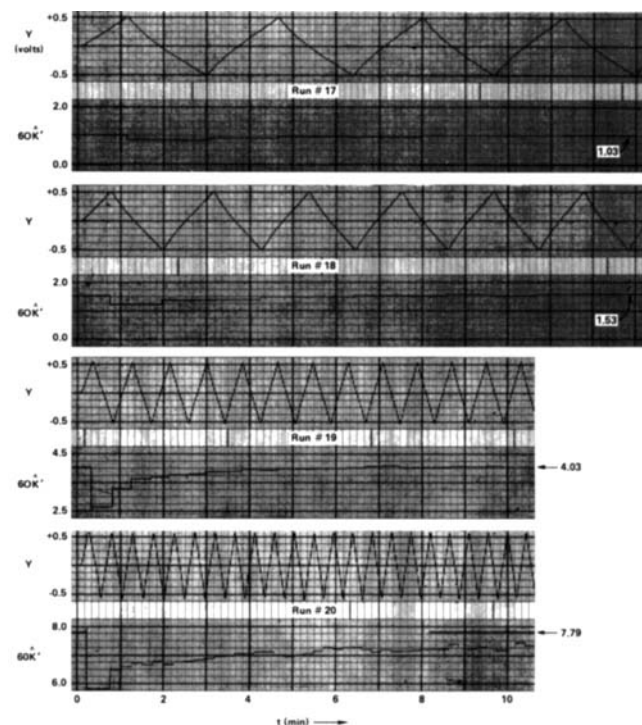 +0.5
Y
(volts)
-0.5
Run # 17
2.0
60K̂'
0.0
1.03
+0.5
Y
-0.5
Run # 18
2.0
60K̂'
0.0
1.53
+0.5
Y
-0.5
Run # 19
4.5
60K̂'
2.5
4.03
+0.5
Y
-0.5
Run # 20
8.0
60K̂'
6.0
7.79
0 2 4 6 8 10
t (min)